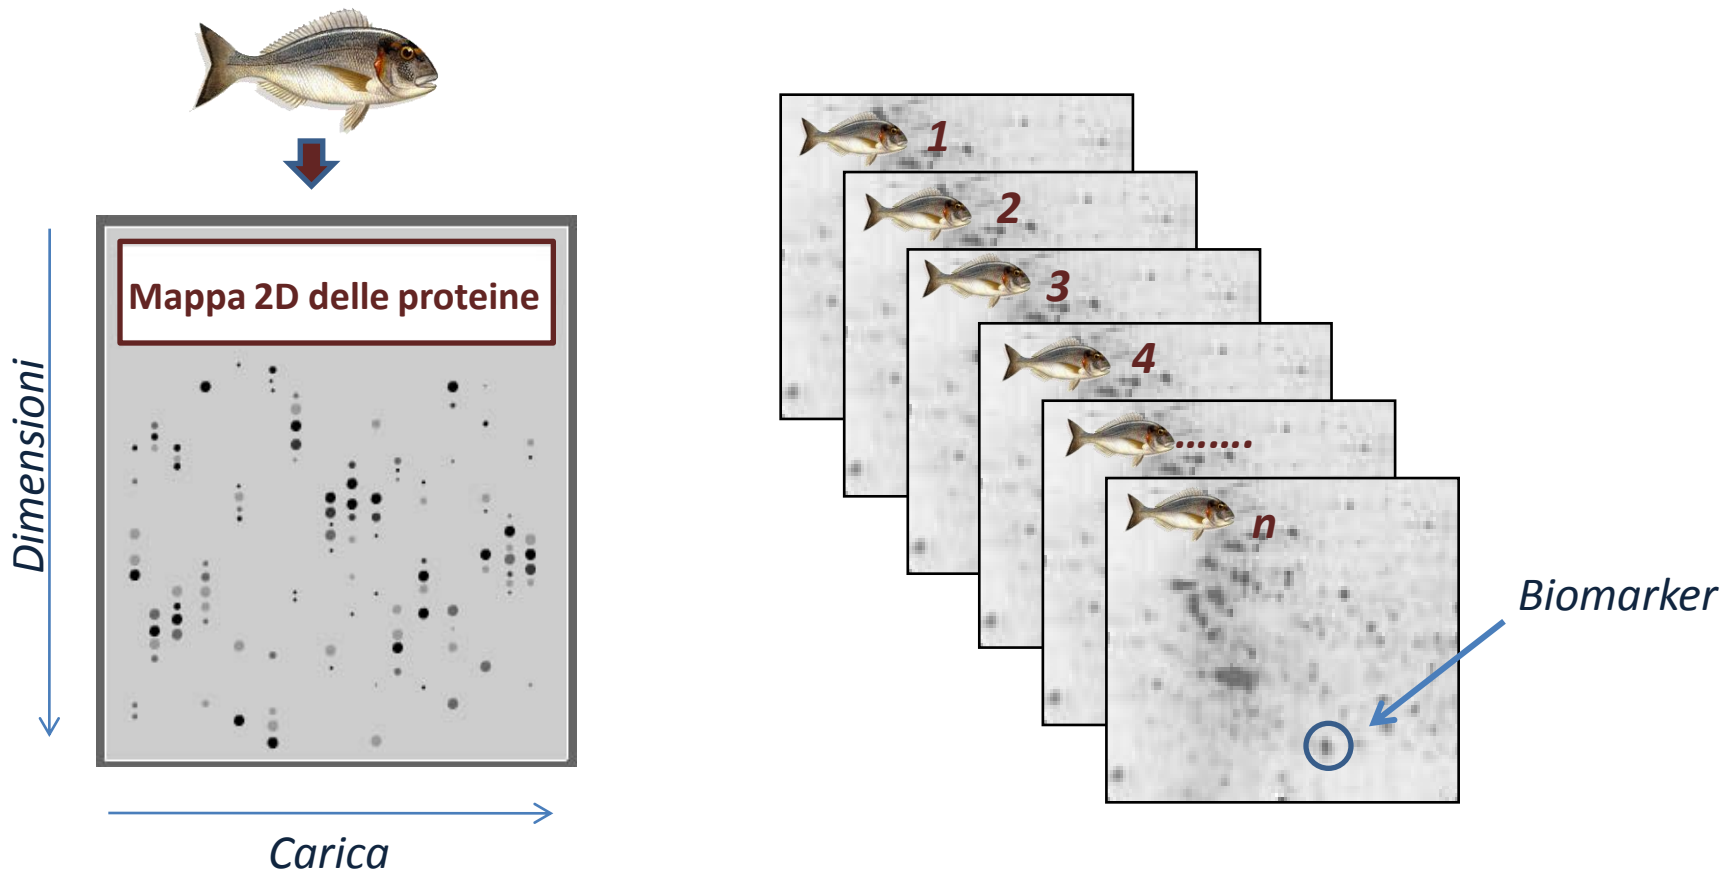 Mappa 2D delle proteine
Dimensioni
Carica
1
2
3
4
.......
n
Biomarker